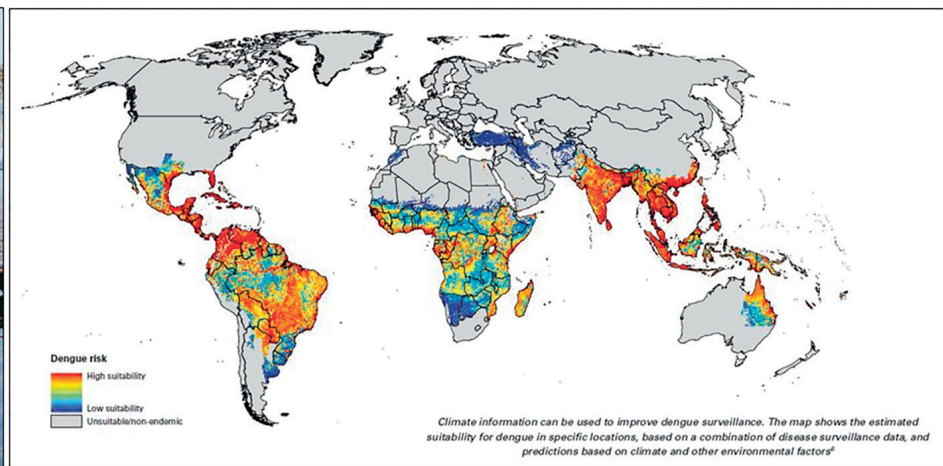 Dengue risk
High suitability
Low suitability
Unsuitable/non-endemic
Climate information can be used to improve dengue surveillance. The map shows the estimated
suitability for dengue in specific locations, based on a combination of disease surveillance data, and
predictions based on climate and other environmental factors